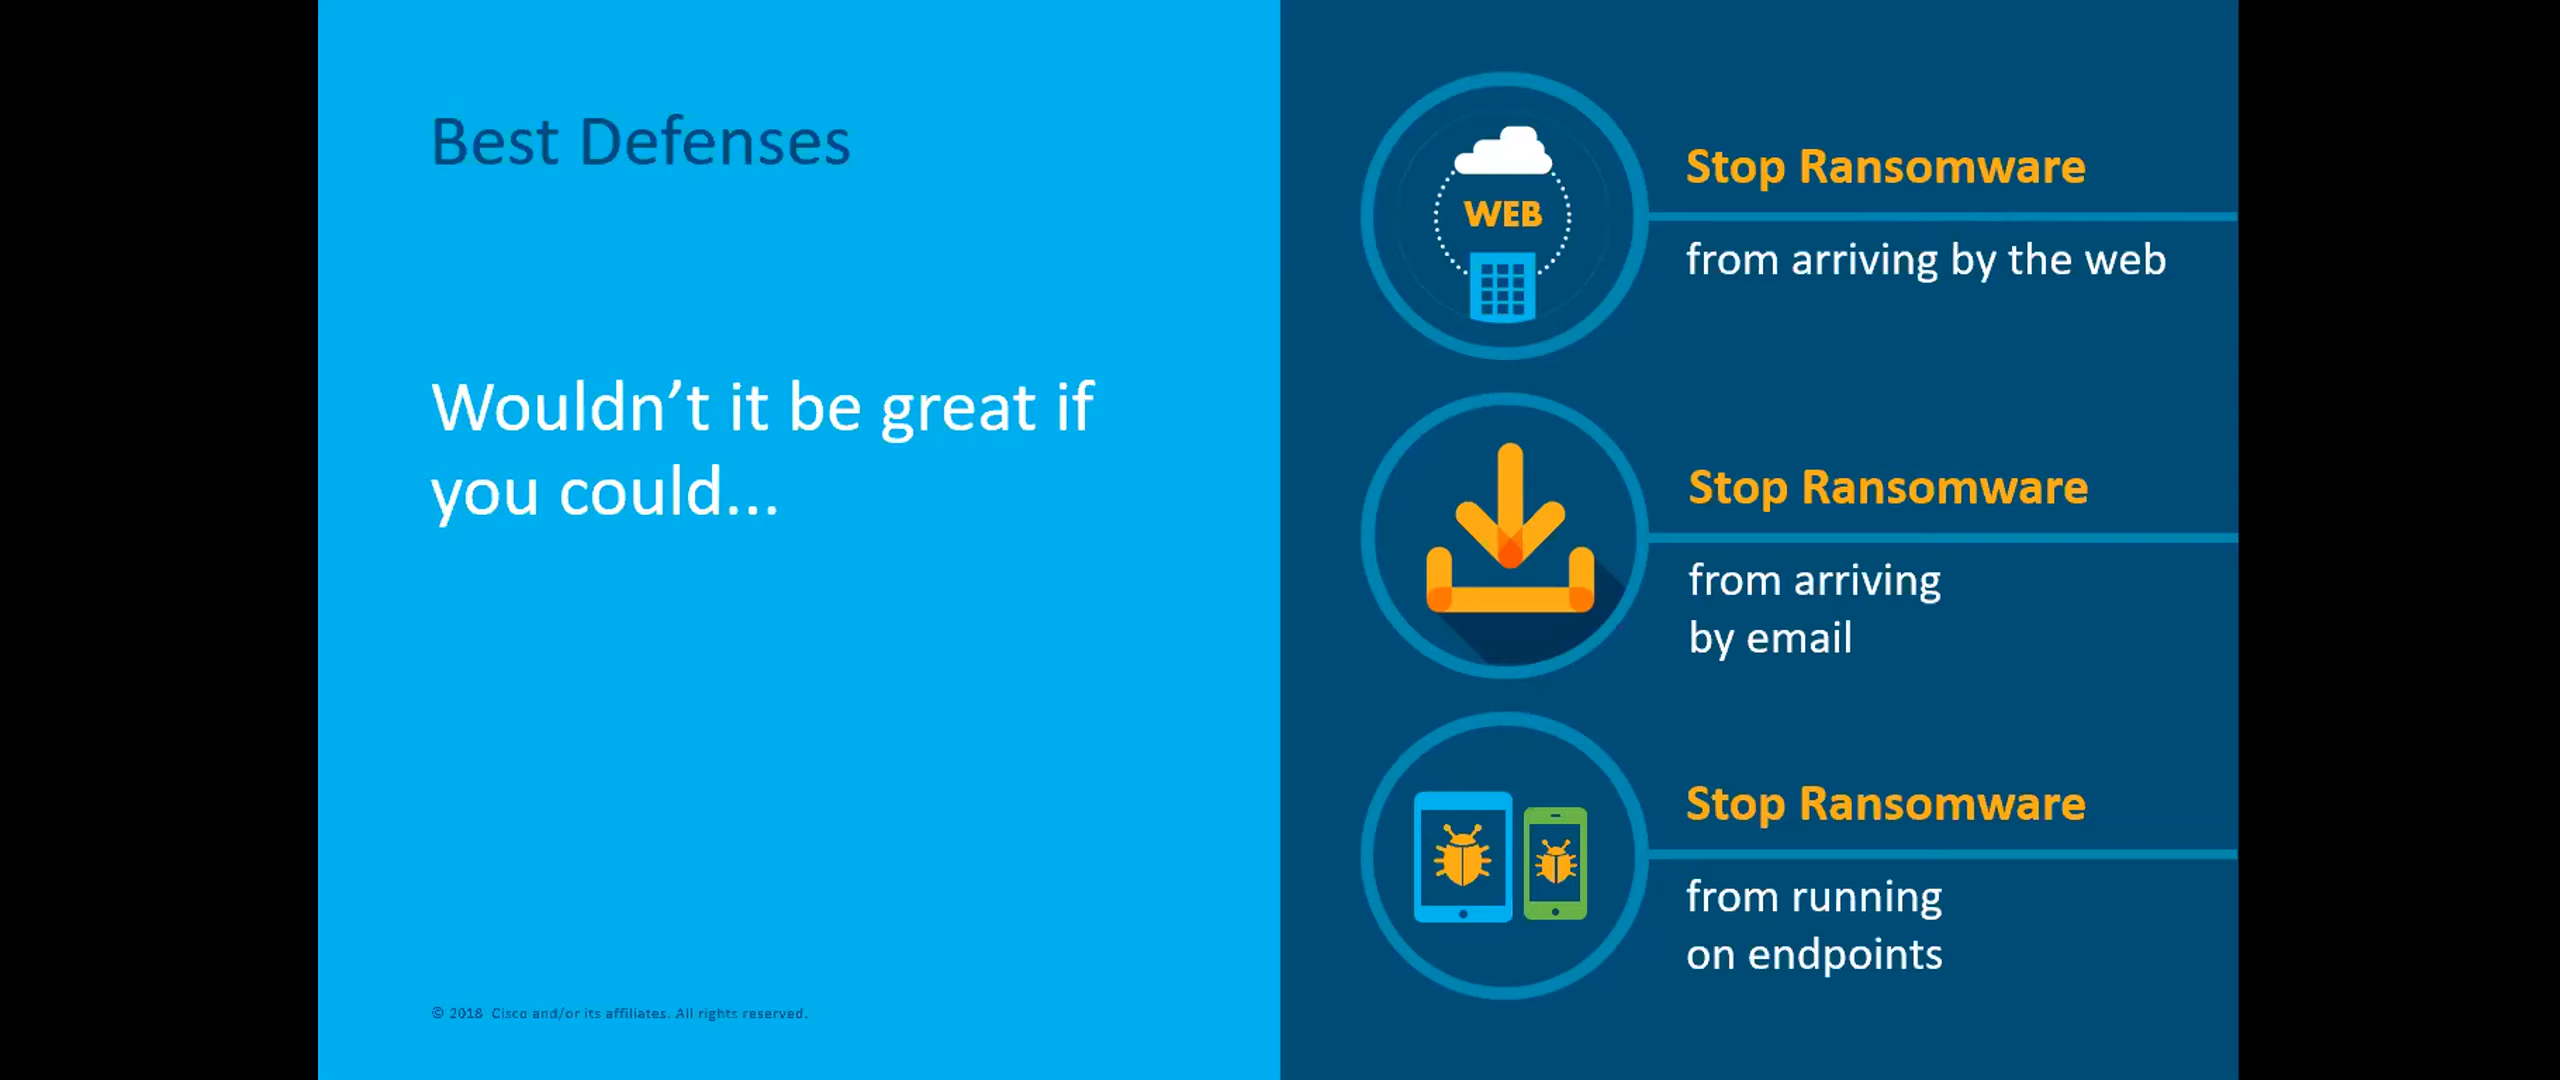 Best Defenses
Wouldn’t it be great if
you could...
© 2018 Cisco and/or its affiliates. All rights reserved.
WEB
Stop Ransomware
from arriving by the web
Stop Ransomware
from arriving
by email
Stop Ransomware
from running
on endpoints